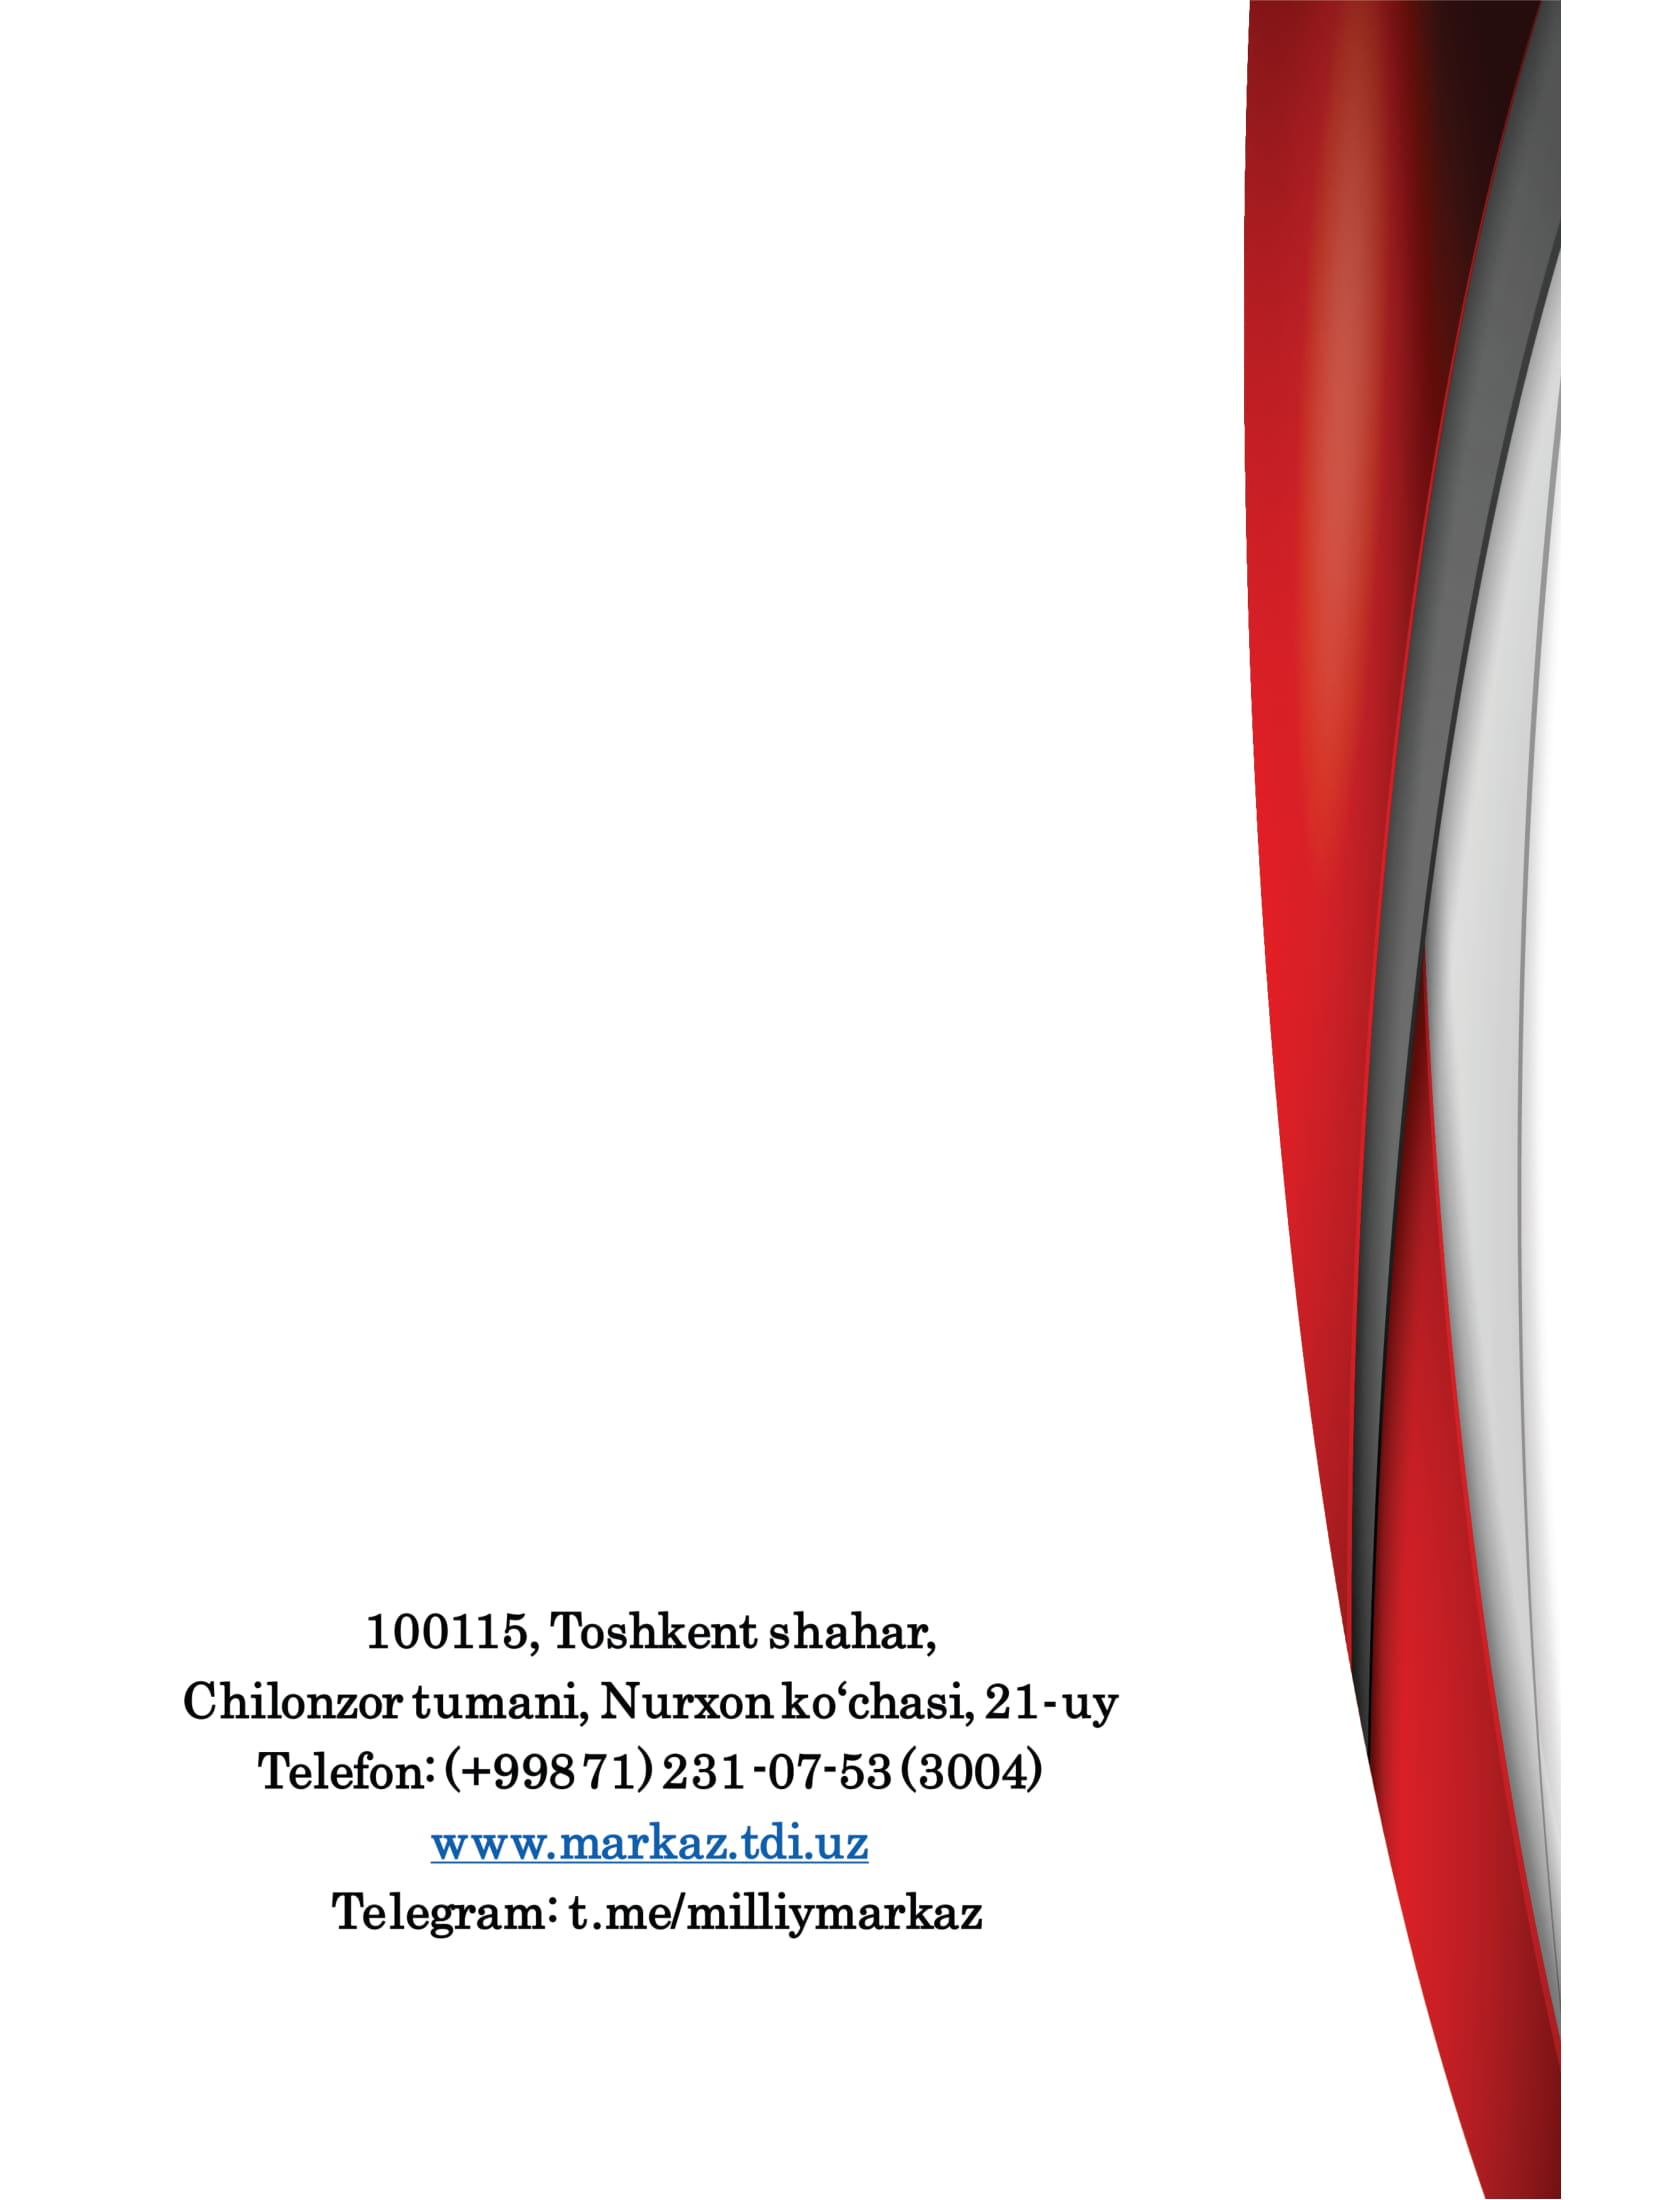 100115, Toshkent shahar,
Chilonzor tumani, Nurxon ko‘chasi, 21-uy
Telefon: (+998 71) 231-07-53 (3004)
www.markaz.tdi.uz
Telegram: t.me/milliymarkaz